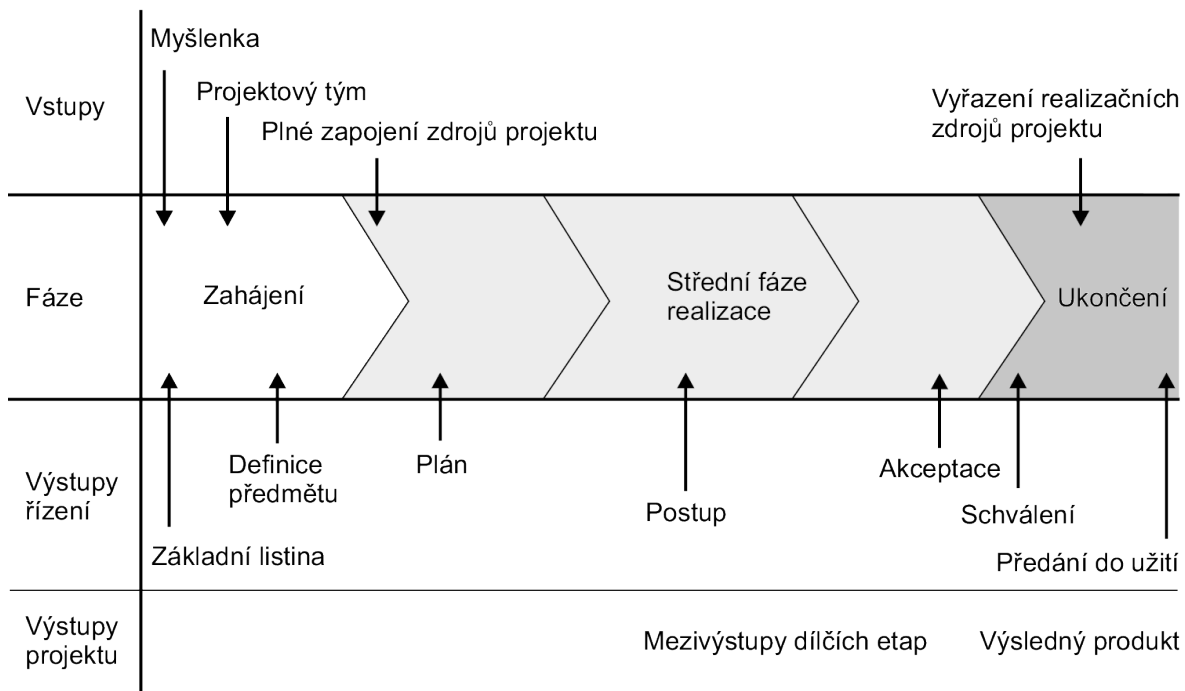 Myšlenka
Vstupy
Projektový tým
Plné zapojení zdrojů projektu
Vyřazení realizačních
zdrojů projektu
Fáze
Zahájení
Střední fáze
realizace
Ukončení
Výstupy
řízení
Definice
předmětu
Plán
Akceptace
Postup
Schválení
Základní listina
Předání do užití
Výstupy
projektu
Mezivýstupy dílčích etap
Výsledný produkt